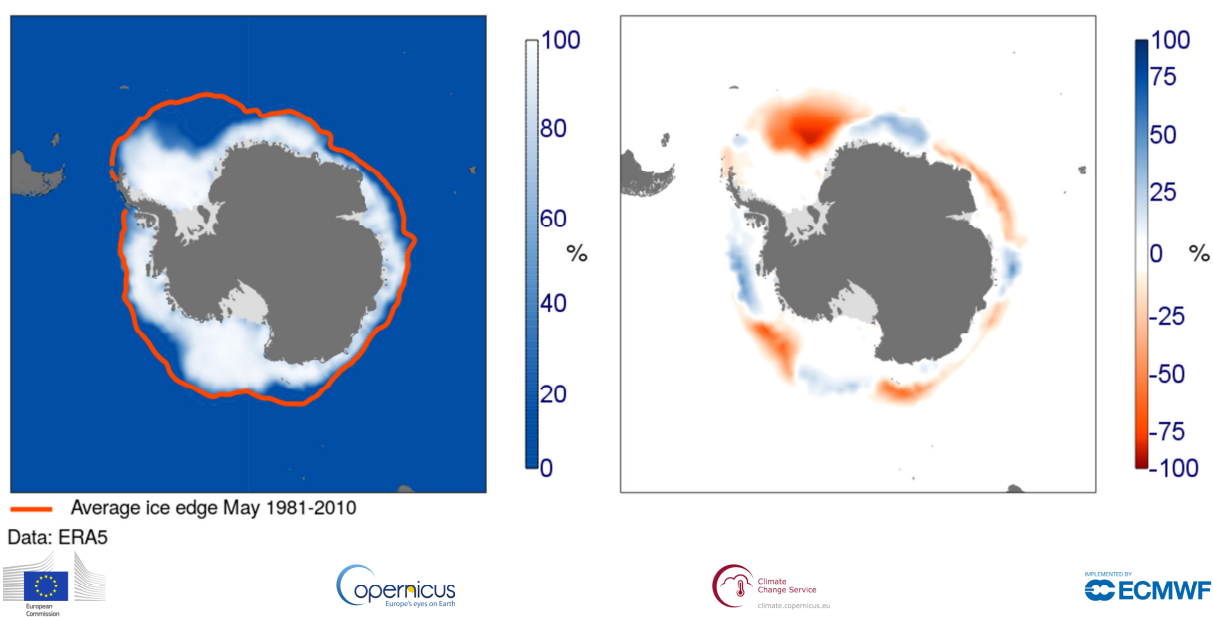 100
80
60
%
40
20
0
100
75
50
25
0
%
-25
-50
-75
-100
Average ice edge May 1981-2010
Data: ERA5
European
Commission
opernicus
Europe's eyes on Earth
Climate
Change Service
climate.copernicus.eu
IMPLEMENTED BY
ECMWF